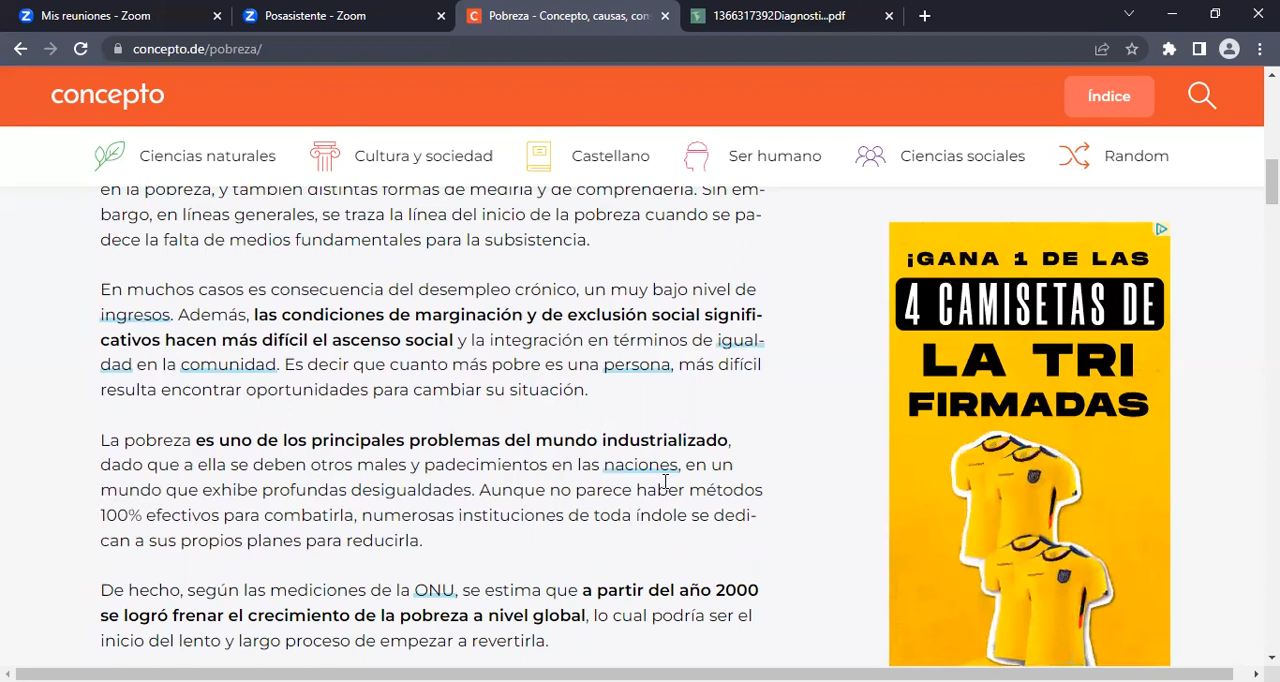 Mis reuniones - Zoom
Posasistente - Zoom
Pobreza - Concepto, causas, con
1366317392Diagnosti...pdf
concepto.de/pobreza/
concepto
Índice
Ciencias naturales
Cultura y sociedad
Castellano
Ser humano
Ciencias sociales
Random
en la pobreza, y también distintas formas de medirla y de comprenderla. Sin em-
bargo, en líneas generales, se traza la línea del inicio de la pobreza cuando se pa-
dece la falta de medios fundamentales para la subsistencia.
En muchos casos es consecuencia del desempleo crónico, un muy bajo nivel de
ingresos. Además, las condiciones de marginación y de exclusión social signifi-
cativos hacen más difícil el ascenso social y la integración en términos de igual-
dad en la comunidad. Es decir que cuanto más pobre es una persona, más difícil
resulta encontrar oportunidades para cambiar su situación.
La pobreza es uno de los principales problemas del mundo industrializado,
dado que a ella se deben otros males y padecimientos en las naciones, en un
mundo que exhibe profundas desigualdades. Aunque no parece haber métodos
100% efectivos para combatirla, numerosas instituciones de toda índole se dedi-
can a sus propios planes para reducirla.
De hecho, según las mediciones de la ONU, se estima que a partir del año 2000
se logró frenar el crecimiento de la pobreza a nivel global, lo cual podría ser el
inicio del lento y largo proceso de empezar a revertirla.
¡GANA 1 DE LAS
4 CAMISETAS DE
LA TRI
FIRMADAS